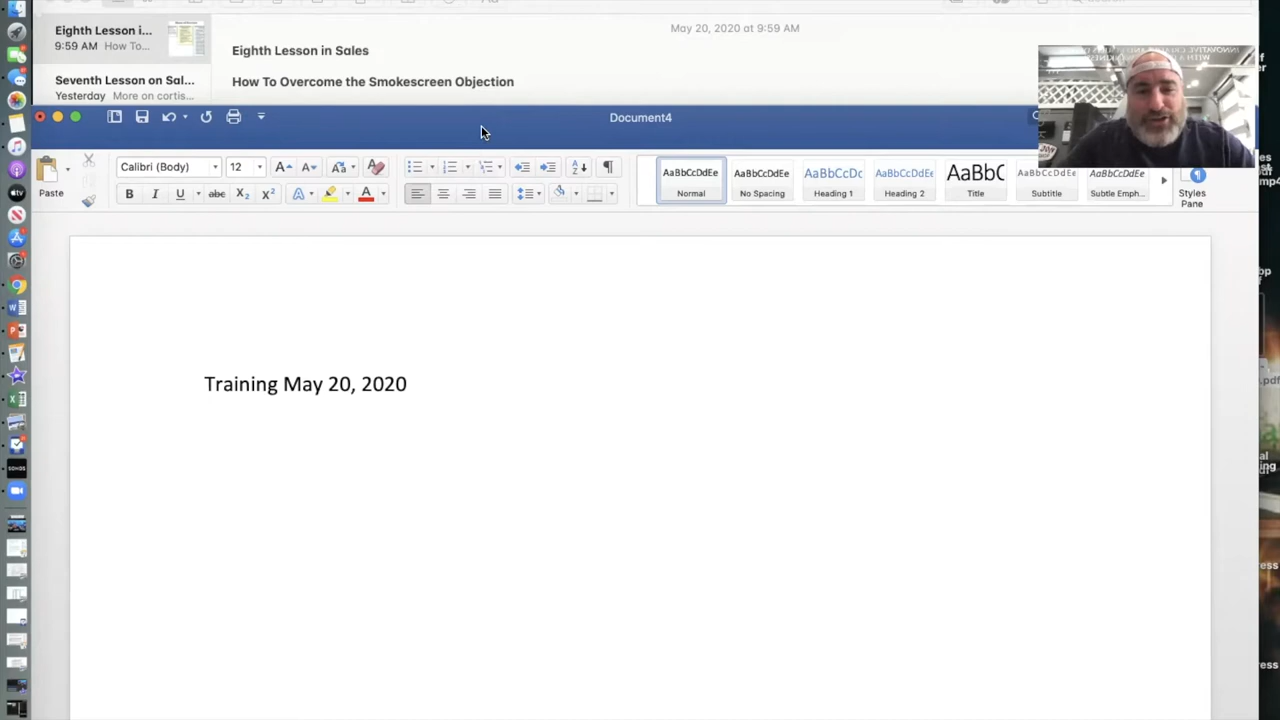 Eighth Lesson i...
9:59 AM How To...
Seventh Lesson on Sal...
Yesterday More on cortis...
May 20, 2020 at 9:59 AM
Eighth Lesson in Sales
How To Overcome the Smokescreen Objection
Document4
Paste
Calibri (Body)
12
AaBbCcDdEe
Normal
AaBbCcDdEe
No Spacing
AaBbCcDc
Heading 1
AaBbCcDdEe
Heading 2
AaBbC
Title
AaBbCcDdEe
Subtitle
AaBbCcDdEe
Subtle Emph...
Styles
Pane
Training May 20, 2020